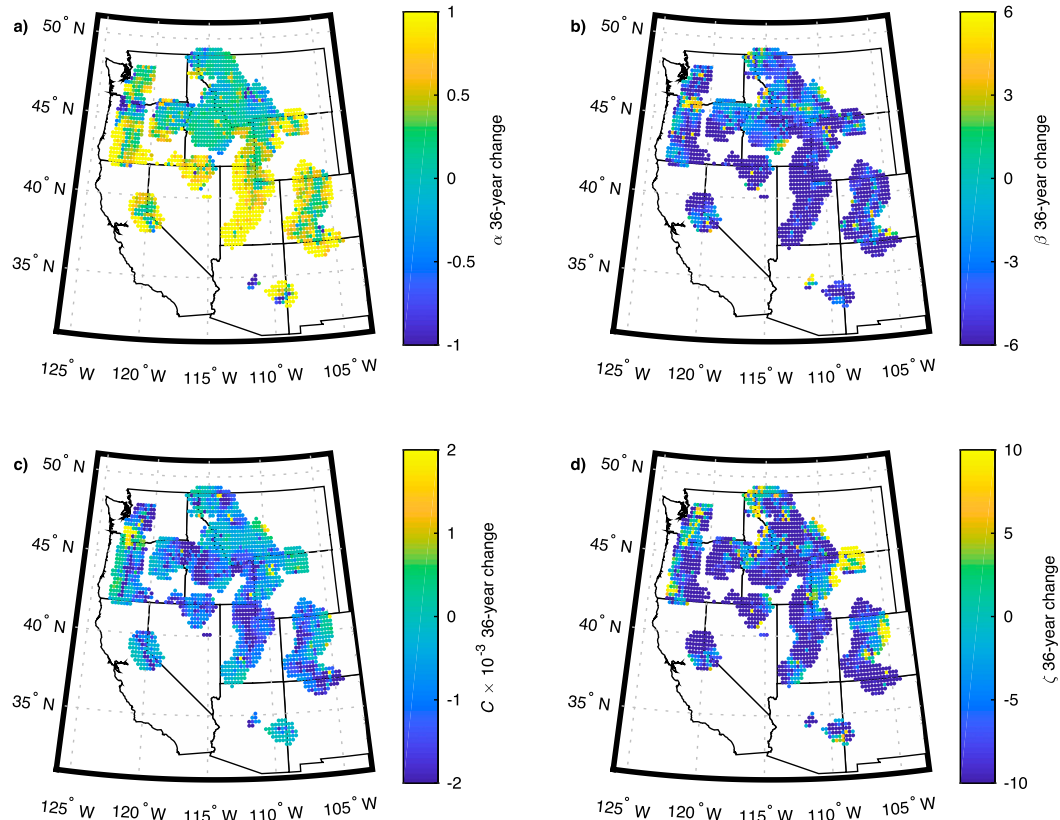 a)
50° N
45° N
40° N
35° N
125° W
120° W
115° W
110° W
105° W
1
0.5
0
-0.5
-1
α 36-year change
b)
50° N
45° N
40° N
35° N
125° W
120° W
115° W
110° W
105° W
6
3
0
-3
-6
β 36-year change
c)
50° N
45° N
40° N
35° N
125° W
120° W
115° W
110° W
105° W
2
1
0
-1
-2
C × 10⁻³ 36-year change
d)
50° N
45° N
40° N
35° N
125° W
120° W
115° W
110° W
105° W
10
5
0
-5
-10
ζ 36-year change